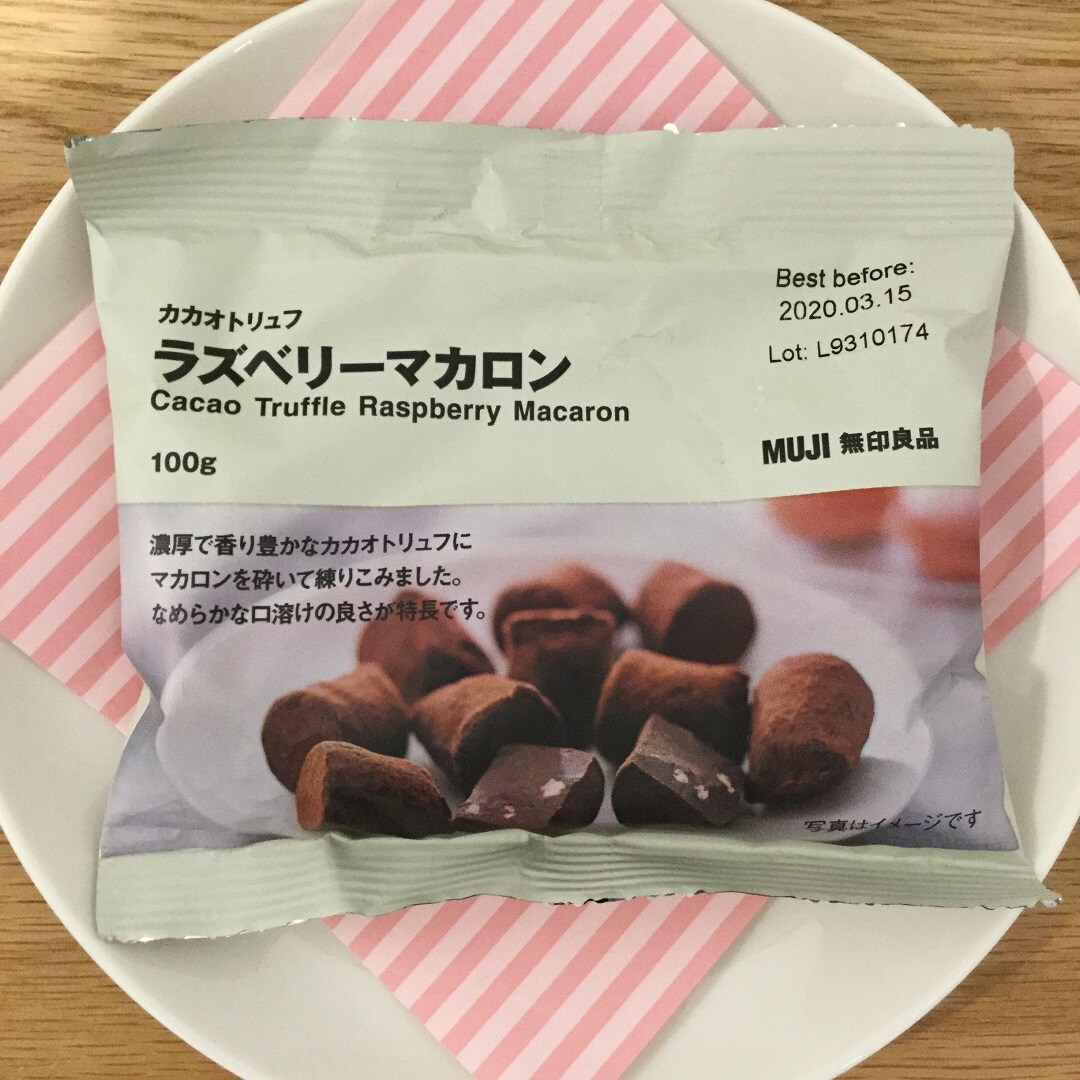 カカオトリュフ
ラズベリーマカロン
Cacao Truffle Raspberry Macaron
100g
Best before:
2020.03.15
Lot: L9310174
MUJI 無印良品
濃厚で香り豊かなカカオトリュフに
マカロンを砕いて練りこみました。
なめらかな口溶けの良さが特長です。
写真はイメージです